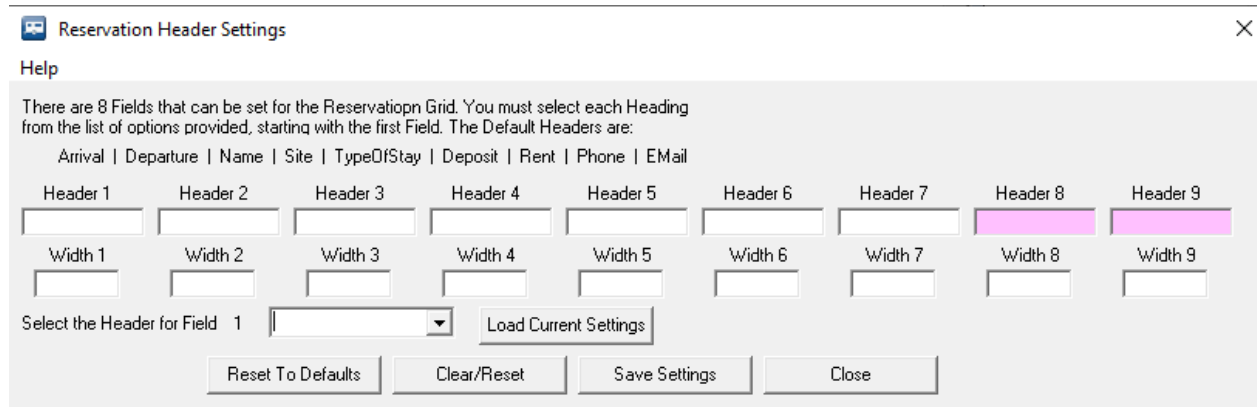 Reservation Header Settings
Help
There are 8 Fields that can be set for the Reservatiopn Grid. You must select each Heading
from the list of options provided, starting with the first Field. The Default Headers are:
Arrival | Departure | Name | Site | TypeOfStay | Deposit | Rent | Phone | EMail
Header 1 Header 2 Header 3 Header 4 Header 5 Header 6 Header 7 Header 8 Header 9
Width 1 Width 2 Width 3 Width 4 Width 5 Width 6 Width 7 Width 8 Width 9
Select the Header for Field 1 Load Current Settings
Reset To Defaults Clear/Reset Save Settings Close